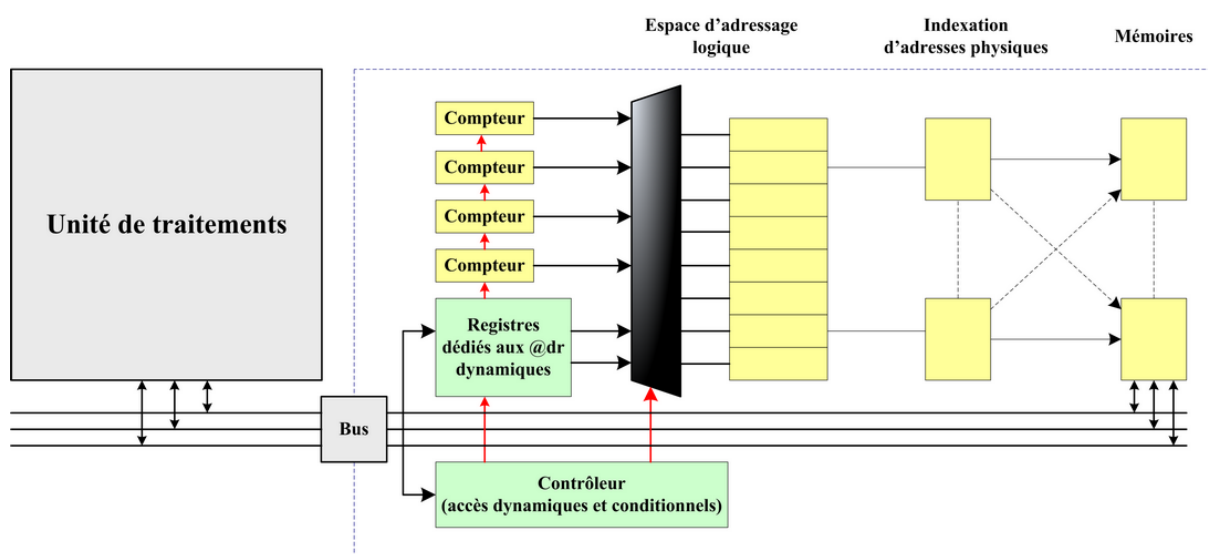 Espace d'adressage
logique
Indexation
d'adresses physiques
Mémoires
Compteur
Compteur
Compteur
Compteur
Unité de traitements
Registres
dédiés aux @dr
dynamiques
Bus
Contrôleur
(accès dynamiques et conditionnels)